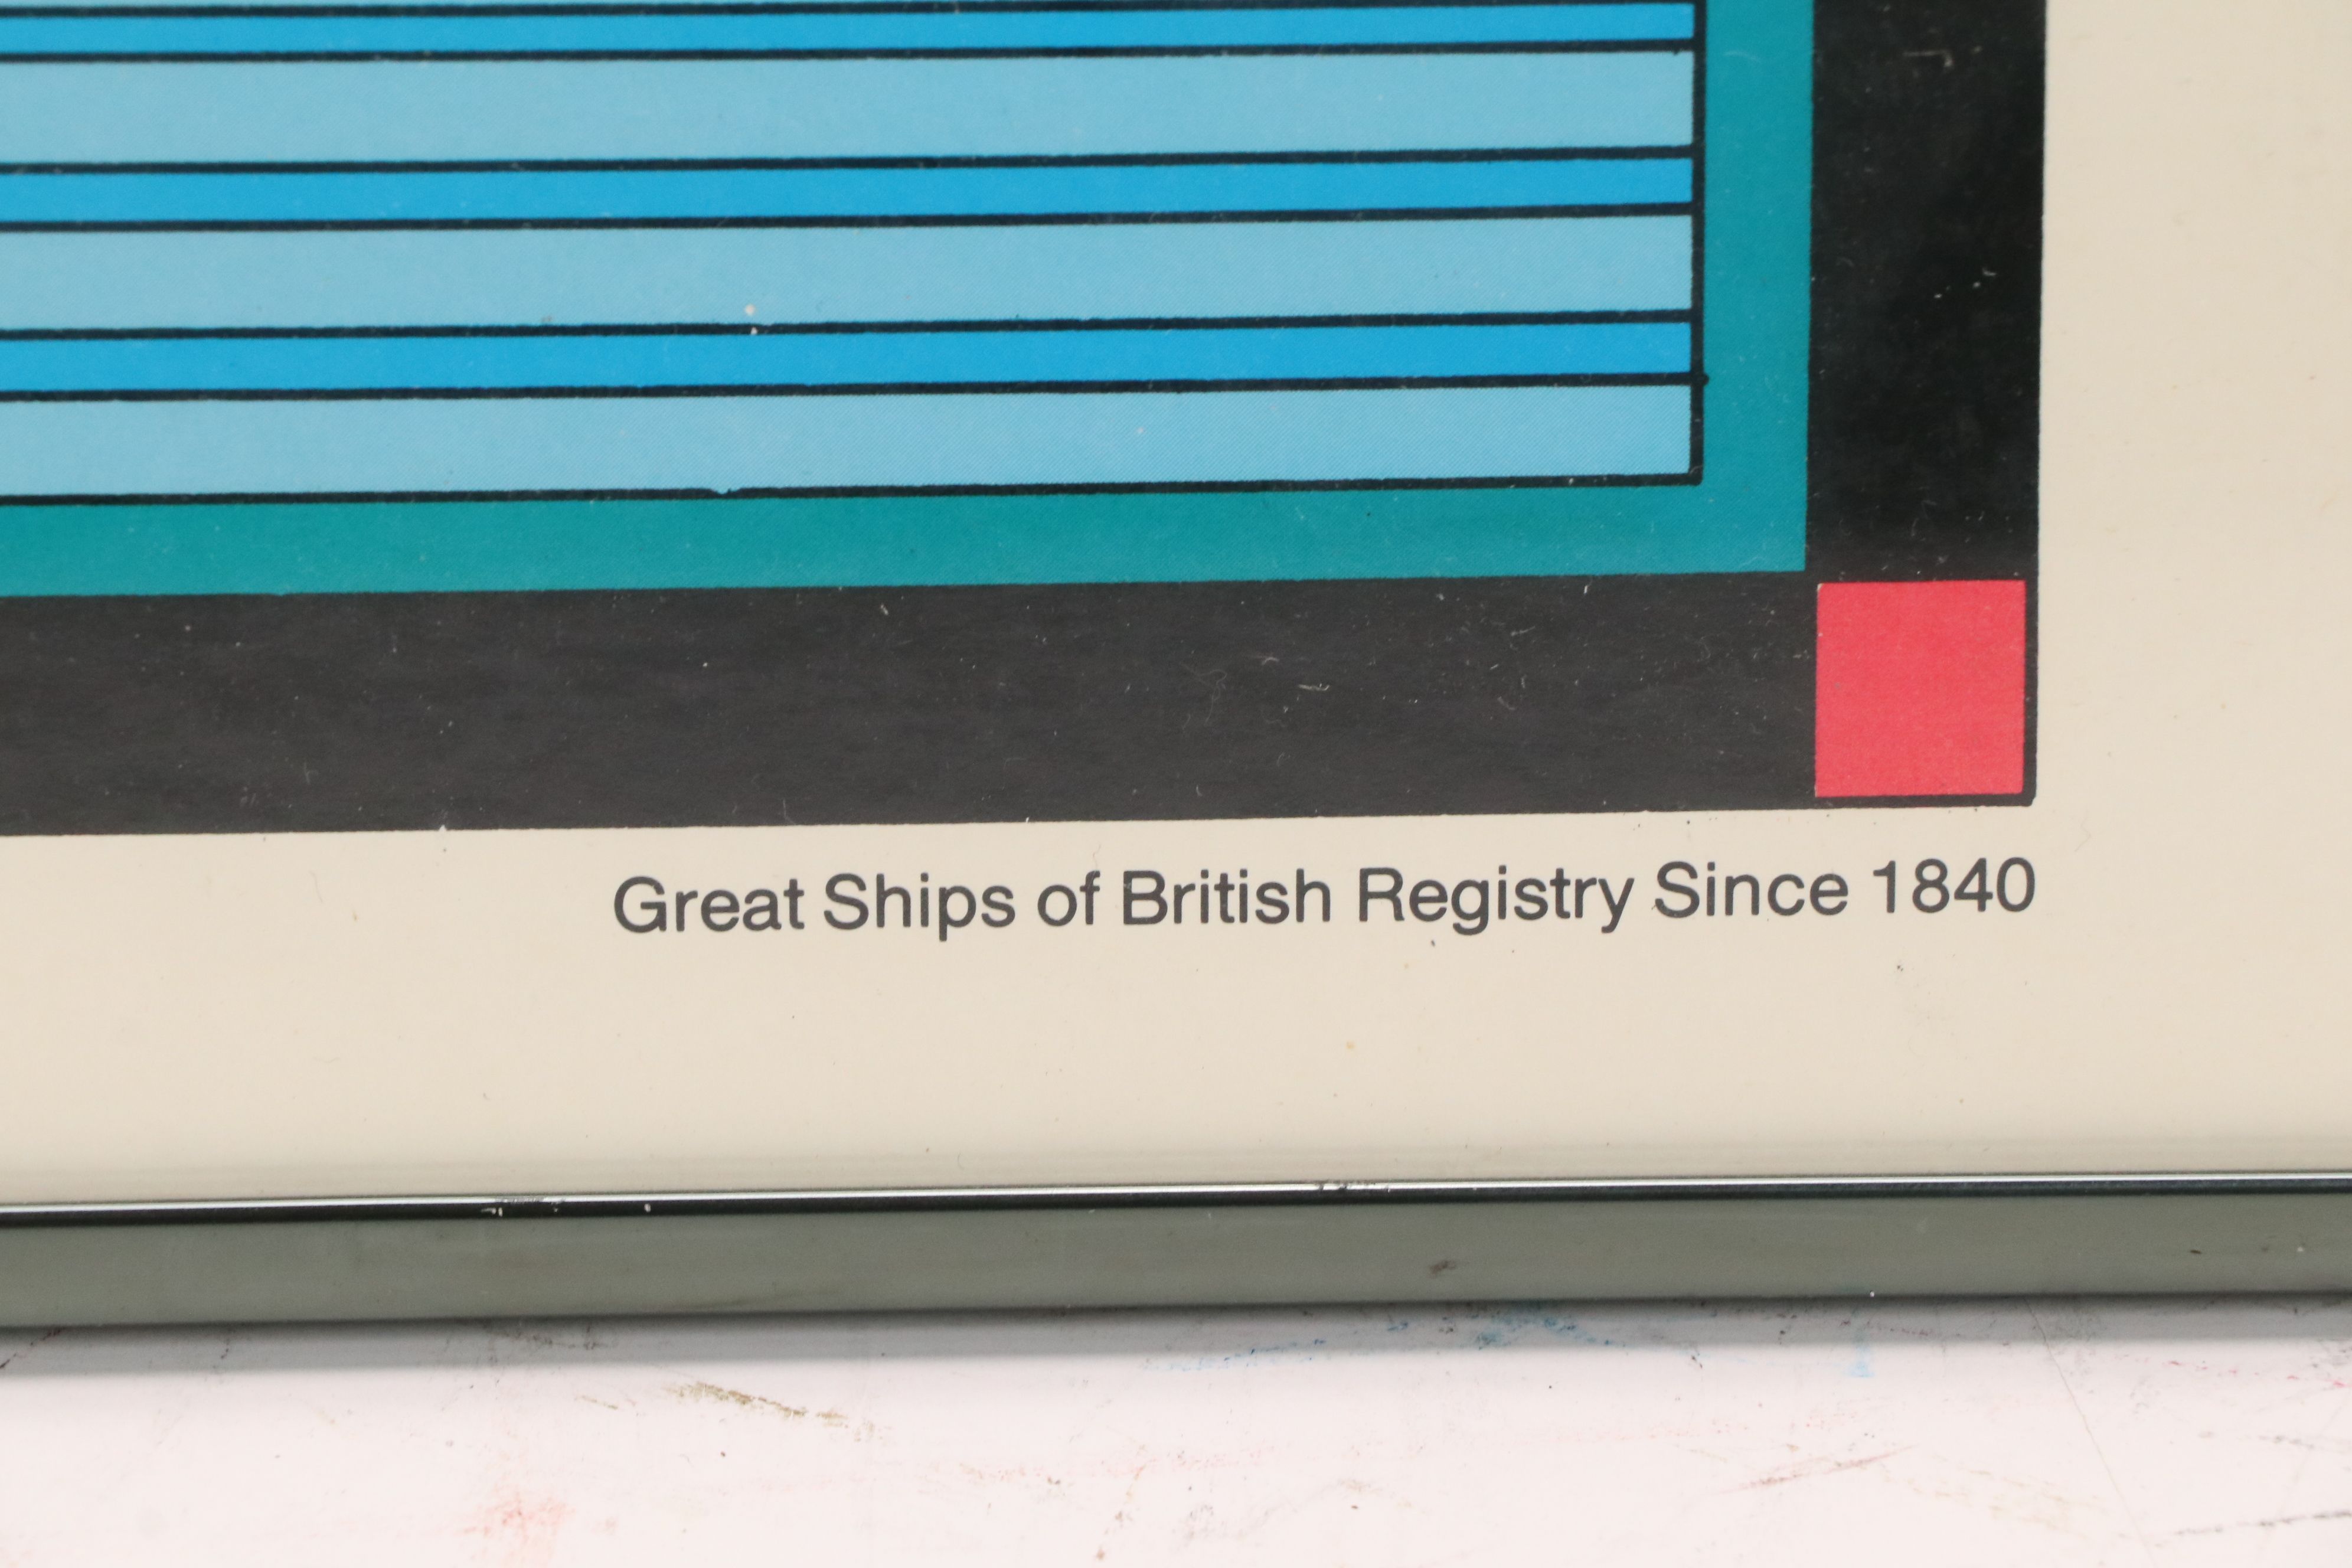 Great Ships of British Registry Since 1840